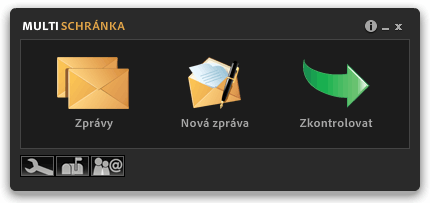 MULTI SCHRÁNKA
Zprávy
Nová zpráva
Zkontrolovat